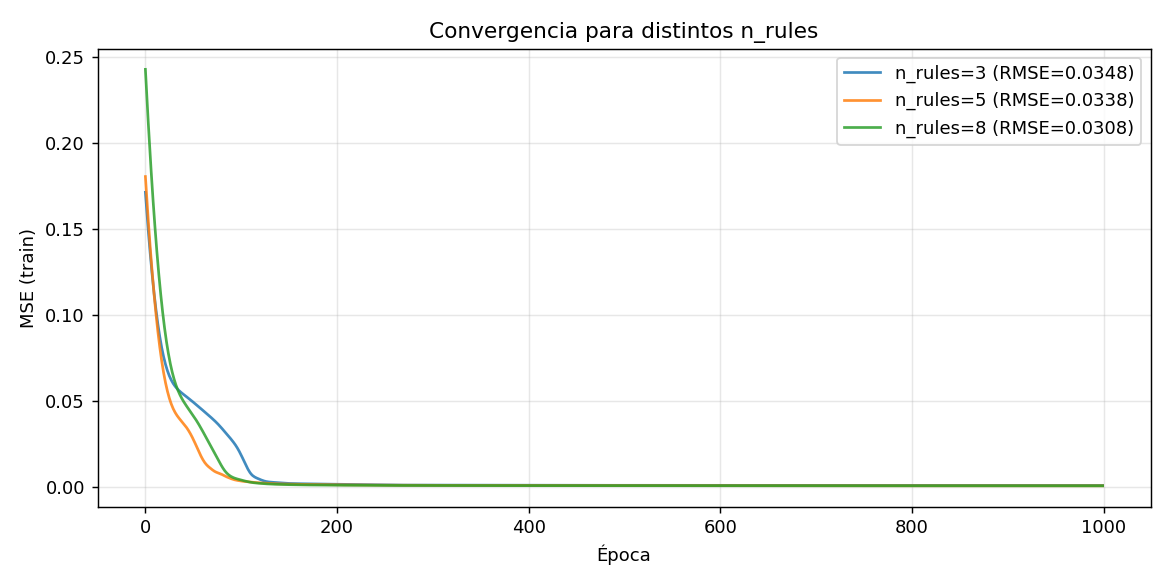 Convergencia para distintos n_rules
n_rules=3 (RMSE=0.0348)
n_rules=5 (RMSE=0.0338)
n_rules=8 (RMSE=0.0308)
MSE (train)
0.25
0.20
0.15
0.10
0.05
0.00
0 200 400 600 800 1000
Época